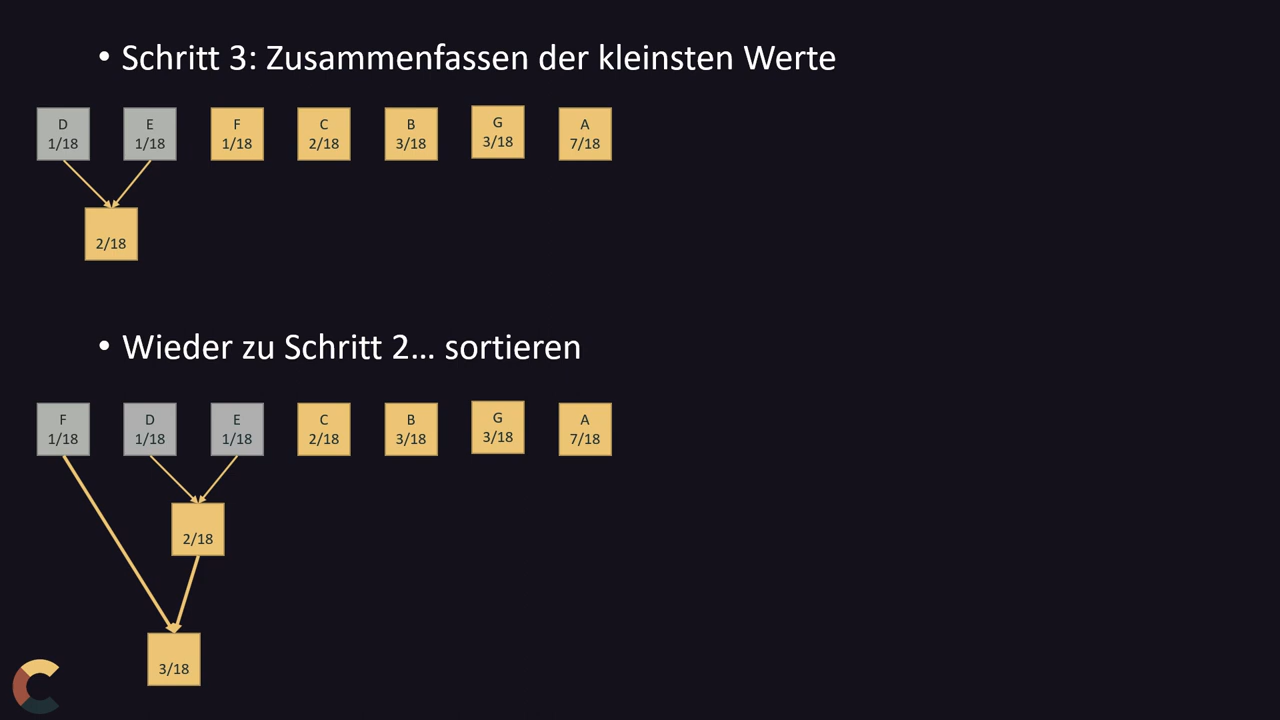 • Schritt 3: Zusammenfassen der kleinsten Werte
D E F C B G A
1/18 1/18 1/18 2/18 3/18 3/18 7/18
2/18
• Wieder zu Schritt 2... sortieren
F D E C B G A
1/18 1/18 1/18 2/18 3/18 3/18 7/18
2/18
3/18